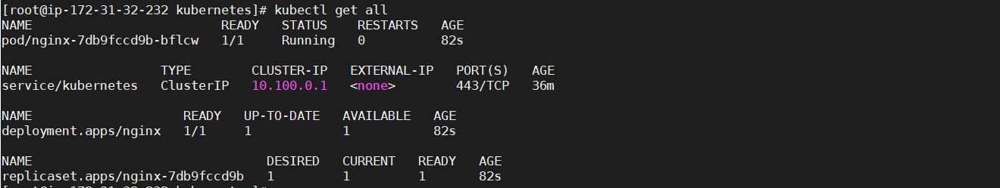 [root@ip-172-31-32-232 kubernetes]# kubectl get all
NAME                         READY   STATUS    RESTARTS   AGE
pod/nginx-7db9fccd9b-bflcw   1/1     Running   0          82s

NAME                 TYPE        CLUSTER-IP   EXTERNAL-IP   PORT(S)   AGE
service/kubernetes   ClusterIP   10.100.0.1   <none>        443/TCP   36m

NAME                    READY   UP-TO-DATE   AVAILABLE   AGE
deployment.apps/nginx   1/1     1            1           82s

NAME                               DESIRED   CURRENT   READY   AGE
replicaset.apps/nginx-7db9fccd9b   1         1         1       82s